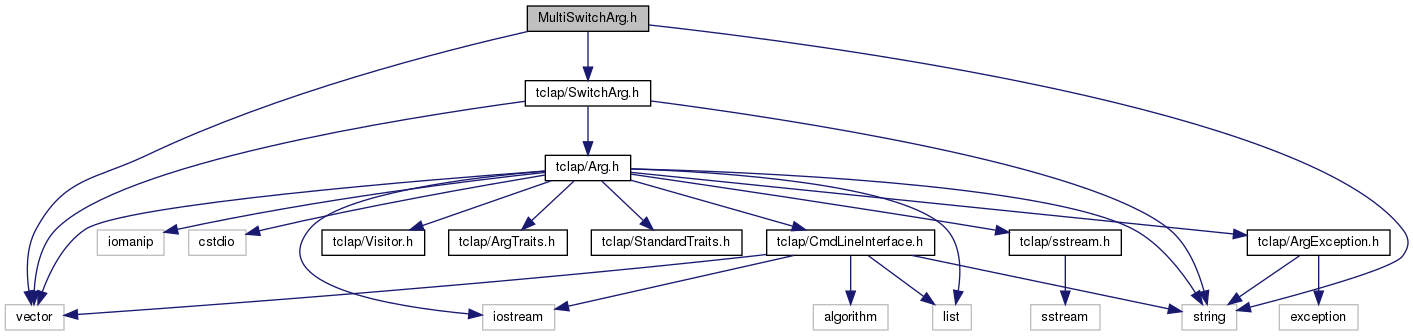 MultiSwitchArg.h
tclap/SwitchArg.h
tclap/Arg.h
iomanip
cstdio
tclap/Visitor.h
tclap/ArgTraits.h
tclap/StandardTraits.h
tclap/CmdLineInterface.h
tclap/sstream.h
tclap/ArgException.h
vector
iostream
algorithm
list
sstream
string
exception